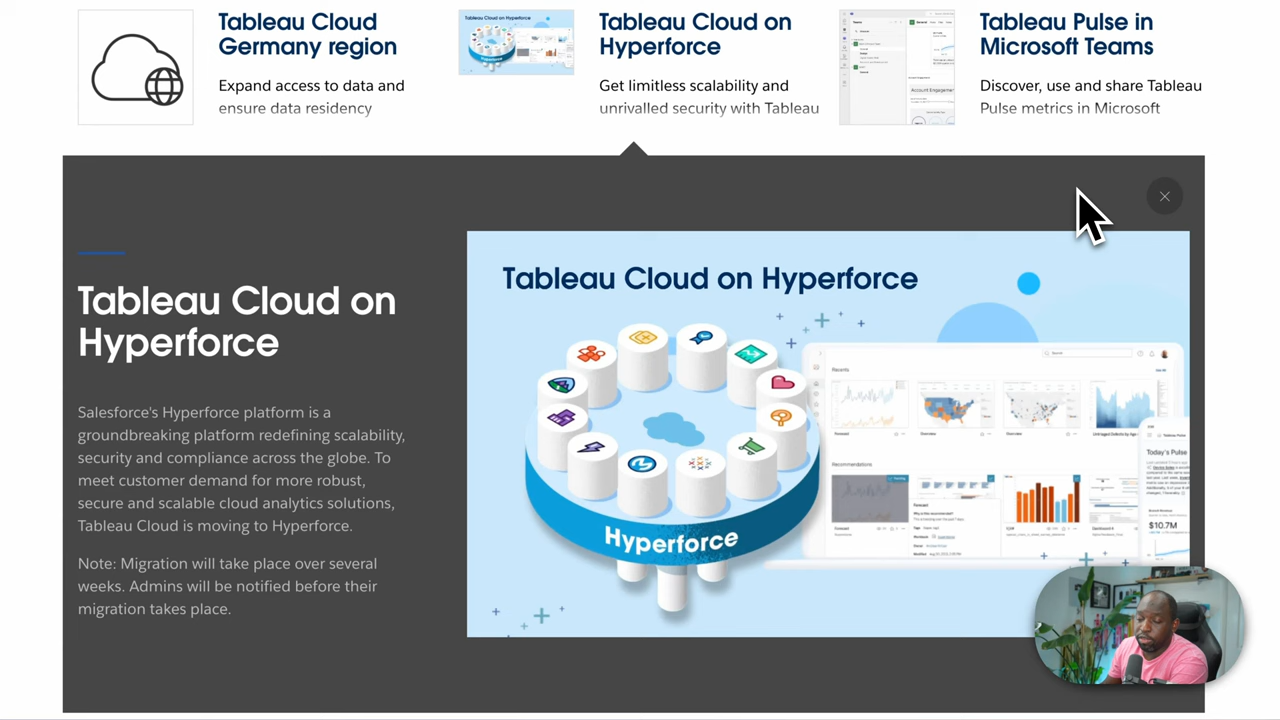 Tableau Cloud
Germany region
Expand access to data and
ensure data residency
Tableau Cloud on
Hyperforce
Get limitless scalability and
unrivalled security with Tableau
Tableau Pulse in
Microsoft Teams
Discover, use and share Tableau
Pulse metrics in Microsoft
Tableau Cloud on
Hyperforce
Salesforce's Hyperforce platform is a
groundbreaking platform redefining scalability,
security and compliance across the globe. To
meet customer demand for more robust,
secure and scalable cloud analytics solutions,
Tableau Cloud is moving to Hyperforce.
Note: Migration will take place over several
weeks. Admins will be notified before their
migration takes place.
Tableau Cloud on Hyperforce
Hyperforce
Search
Recents
Recommendations
Tableau Pulse
Today's Pulse
$10.7M